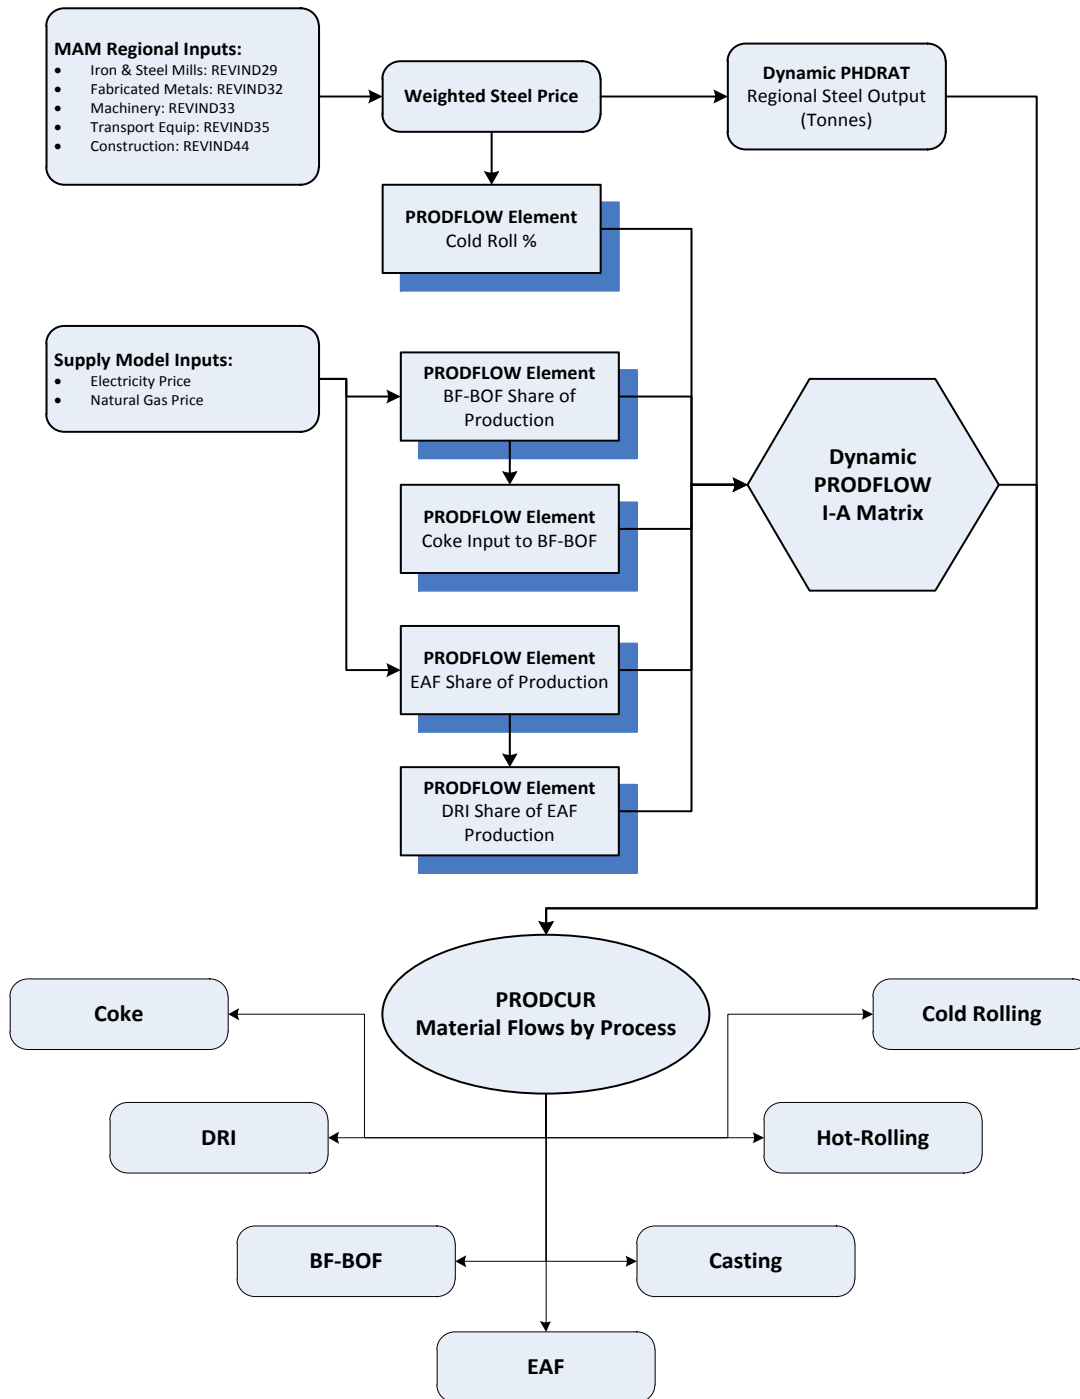 MAM Regional Inputs:
• Iron & Steel Mills: REVIND29
• Fabricated Metals: REVIND32
• Machinery: REVIND33
• Transport Equip: REVIND35
• Construction: REVIND44
Weighted Steel Price
Dynamic PHDRAT
Regional Steel Output
(Tonnes)
PRODFLOW Element
Cold Roll %
Supply Model Inputs:
• Electricity Price
• Natural Gas Price
PRODFLOW Element
BF-BOF Share of
Production
PRODFLOW Element
Coke Input to BF-BOF
Dynamic
PRODFLOW
I-A Matrix
PRODFLOW Element
EAF Share of Production
PRODFLOW Element
DRI Share of EAF
Production
PRODCUR
Material Flows by Process
Coke
Cold Rolling
DRI
Hot-Rolling
BF-BOF
Casting
EAF